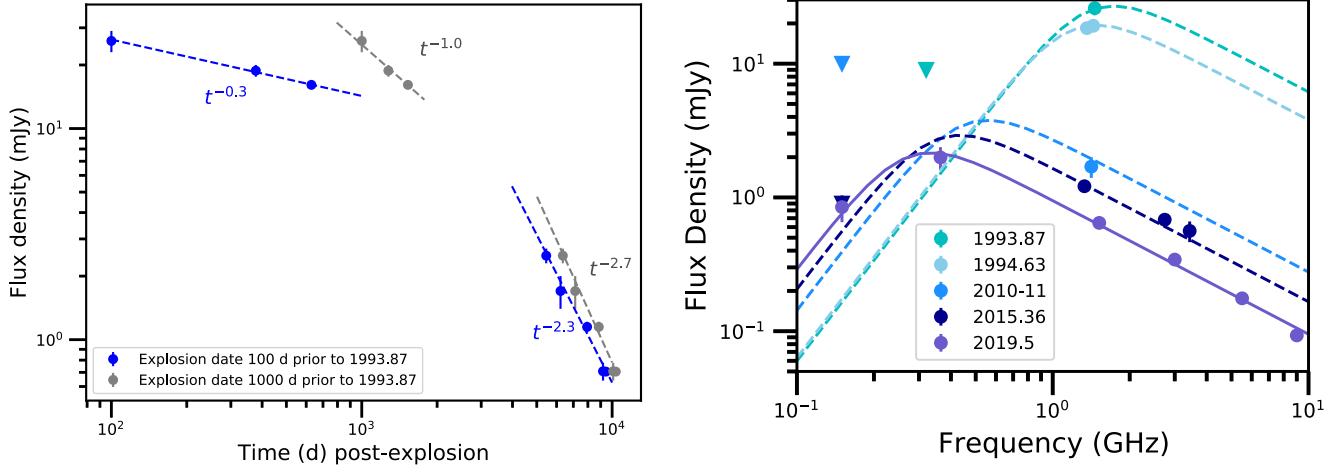 Flux density (mJy)
10^1
10^0
t^{-0.3}
t^{-1.0}
t^{-2.7}
t^{-2.3}
Explosion date 100 d prior to 1993.87
Explosion date 1000 d prior to 1993.87
10^2
10^3
10^4
Time (d) post-explosion
Flux Density (mJy)
10^1
10^0
10^{-1}
1993.87
1994.63
2010-11
2015.36
2019.5
10^{-1}
10^0
10^1
Frequency (GHz)